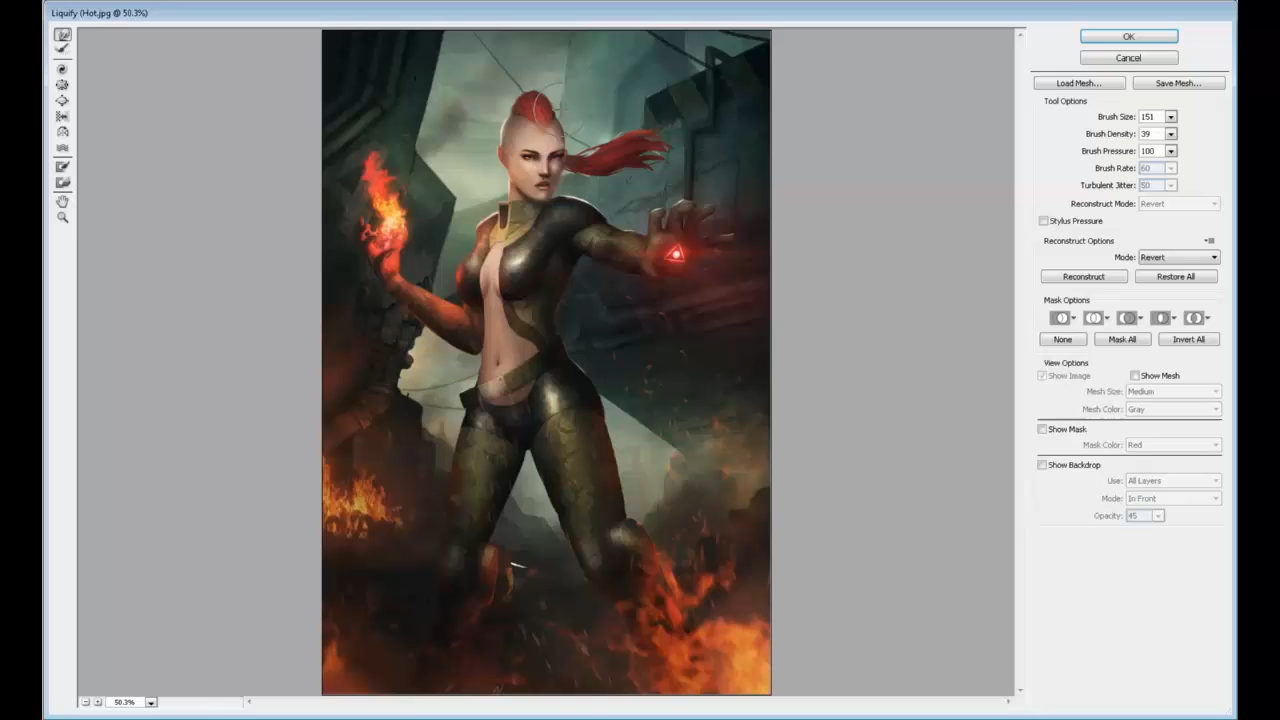 Liquify (Hot.jpg @ 50.3%)
OK
Cancel
Load Mesh...
Save Mesh...
Tool Options
Brush Size: 151
Brush Density: 39
Brush Pressure: 100
Brush Rate: 60
Turbulent Jitter: 50
Reconstruct Mode: Revert
Stylus Pressure
Reconstruct Options
Mode: Revert
Reconstruct
Restore All
Mask Options
None
Mask All
Invert All
View Options
Show Image
Show Mesh
Mesh Size: Medium
Mesh Color: Gray
Show Mask
Mask Color: Red
Show Backdrop
Use: All Layers
Mode: In Front
Opacity: 45
50.3%